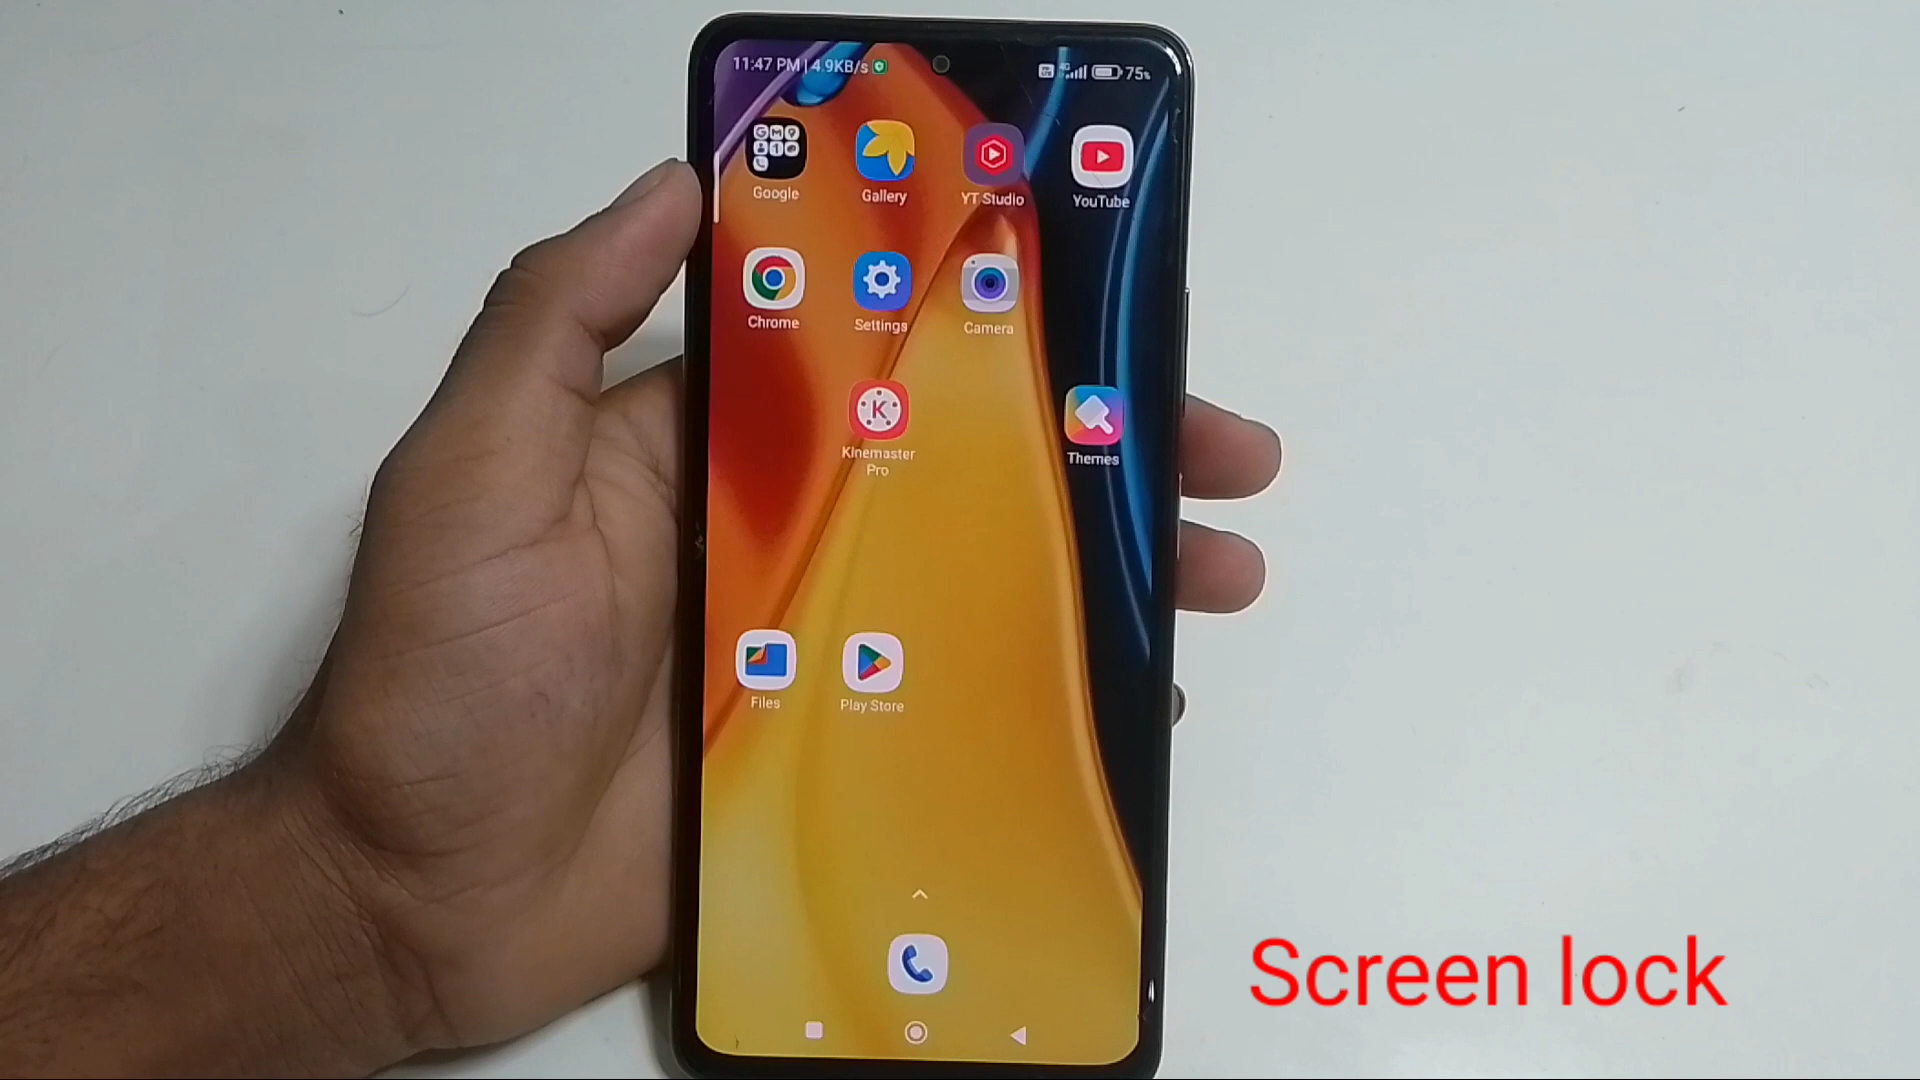 11:47 PM | 4.9KB/s
4G
75%
Google
Gallery
YT Studio
YouTube
Chrome
Settings
Camera
K
Kinemaster
Pro
Themes
Files
Play Store
Screen lock